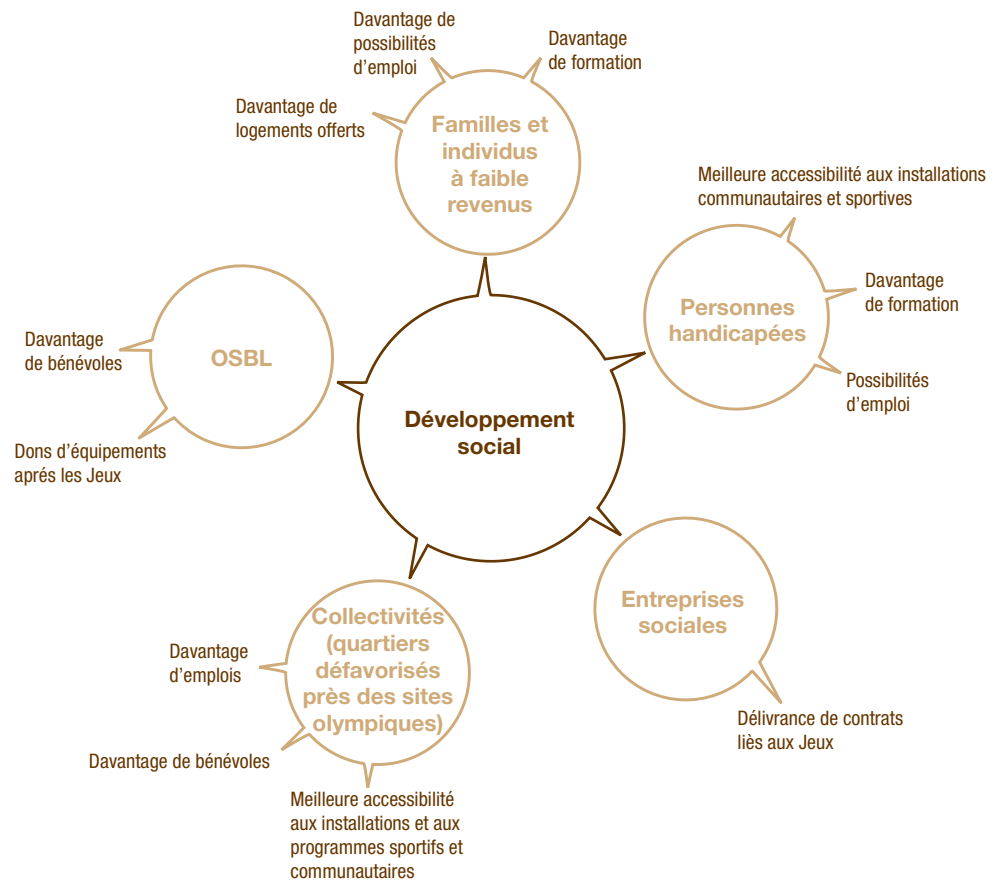 Davantage de
possibilités
d'emploi
Davantage
de formation
Davantage de
logements offerts
Familles et
individus
à faible
revenus
Meilleure accessibilité aux installations
communautaires et sportives
Davantage
de formation
Personnes
handicapées
Possibilités
d'emploi
Davantage
de bénévoles
OSBL
Dons d'équipements
aprés les Jeux
Développement
social
Entreprises
sociales
Délivrance de contrats
liès aux Jeux
Collectivités
(quartiers
défavorisés
près des sites
olympiques)
Davantage
d'emplois
Davantage de bénévoles
Meilleure accessibilité
aux installations et aux
programmes sportifs et
communautaires